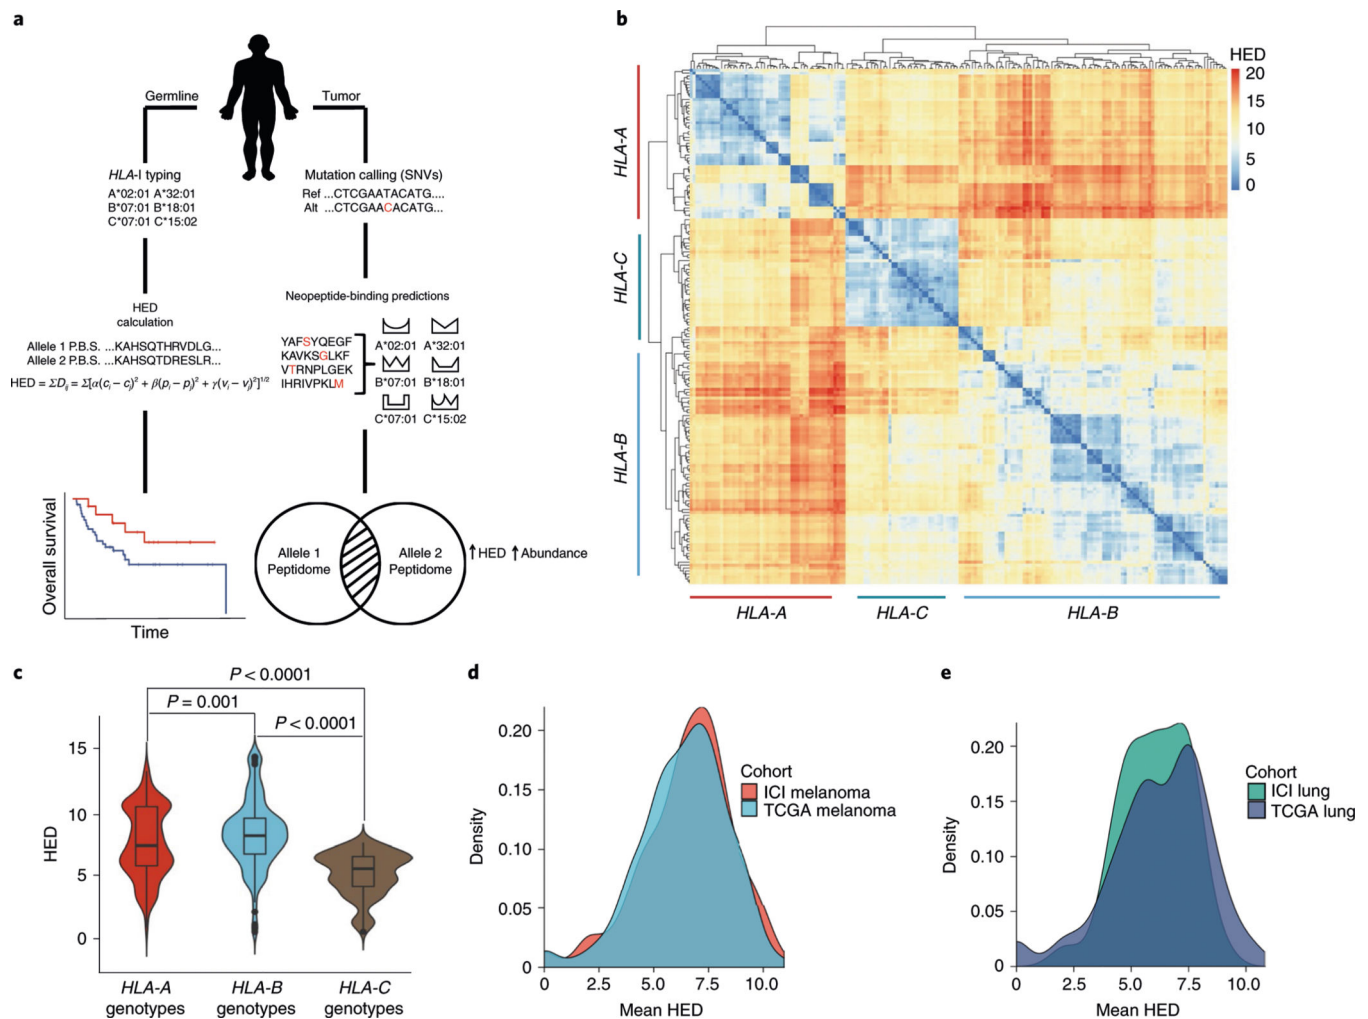 a
Germline
Tumor
HLA-I typing
A*02:01 A*32:01
B*07:01 B*18:01
C*07:01 C*15:02
Mutation calling (SNVs)
Ref ...CTCGAATACATG....
Alt ...CTCGAACACATG...
HED
calculation
Allele 1 P.B.S. ...KAHSQTHRVDLG...
Allele 2 P.B.S. ...KAHSQTDRESLR...
HED = ΣDij = Σ[α(ci − cj)² + β(pi − pj)² + γ(vi − vj)²]1/2
Neopeptide-binding predictions
YAFSYQEGF
KAVKSGLKF
VTRNPLGEK
IHRIVPKLM
A*02:01 A*32:01
B*07:01 B*18:01
C*07:01 C*15:02
Overall survival
Time
Allele 1
Peptidome
Allele 2
Peptidome
↑HED ↑Abundance
b
HED
20
15
10
5
0
HLA-A
HLA-C
HLA-B
HLA-A
HLA-C
HLA-B
c
P < 0.0001
P = 0.001
P < 0.0001
HED
15
10
5
0
HLA-A
genotypes
HLA-B
genotypes
HLA-C
genotypes
d
Density
0.20
0.15
0.10
0.05
0
0
2.5
5.0
7.5
10.0
Mean HED
Cohort
ICI melanoma
TCGA melanoma
e
Density
0.20
0.15
0.10
0.05
0
0
2.5
5.0
7.5
10.0
Mean HED
Cohort
ICI lung
TCGA lung